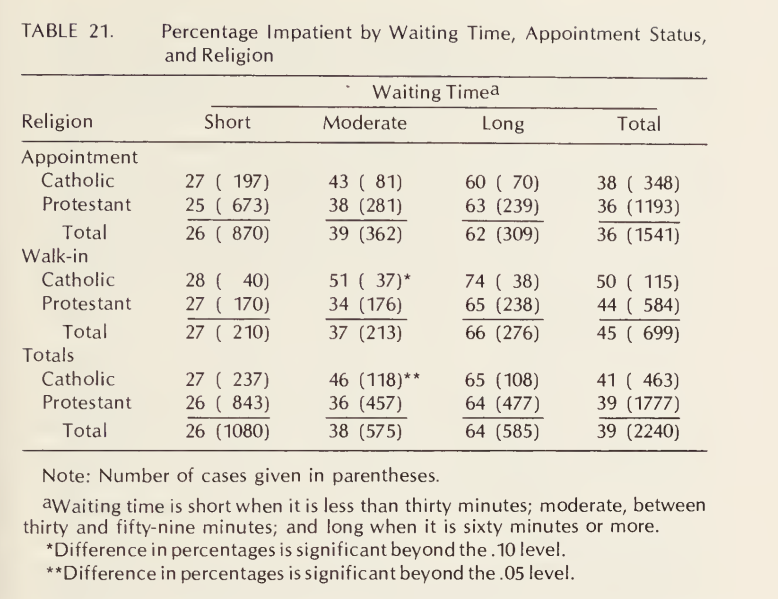 TABLE 21. Percentage Impatient by Waiting Time, Appointment Status,
and Religion
Waiting Timea
Religion Short Moderate Long Total
Appointment
Catholic 27 ( 197) 43 ( 81) 60 ( 70) 38 ( 348)
Protestant 25 ( 673) 38 (281) 63 (239) 36 (1193)
Total 26 ( 870) 39 (362) 62 (309) 36 (1541)
Walk-in
Catholic 28 ( 40) 51 ( 37)* 74 ( 38) 50 ( 115)
Protestant 27 ( 170) 34 (176) 65 (238) 44 ( 584)
Total 27 ( 210) 37 (213) 66 (276) 45 ( 699)
Totals
Catholic 27 ( 237) 46 (118)** 65 (108) 41 ( 463)
Protestant 26 ( 843) 36 (457) 64 (477) 39 (1777)
Total 26 (1080) 38 (575) 64 (585) 39 (2240)
Note: Number of cases given in parentheses.
aWaiting time is short when it is less than thirty minutes; moderate, between
thirty and fifty-nine minutes; and long when it is sixty minutes or more.
*Difference in percentages is significant beyond the .10 level.
**Difference in percentages is significant beyond the .05 level.